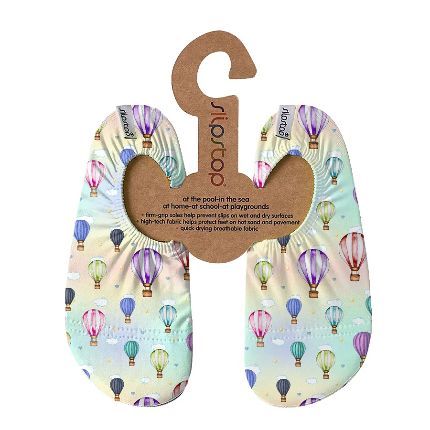 slipstop
slipstop
slipstop
at the pool-in the sea
at home-at school-at playgrounds
• firm-grip soles help prevent slips on wet and dry surfaces
• high-tech fabric helps protect feet on hot sand and pavement
• quick drying breathable fabric